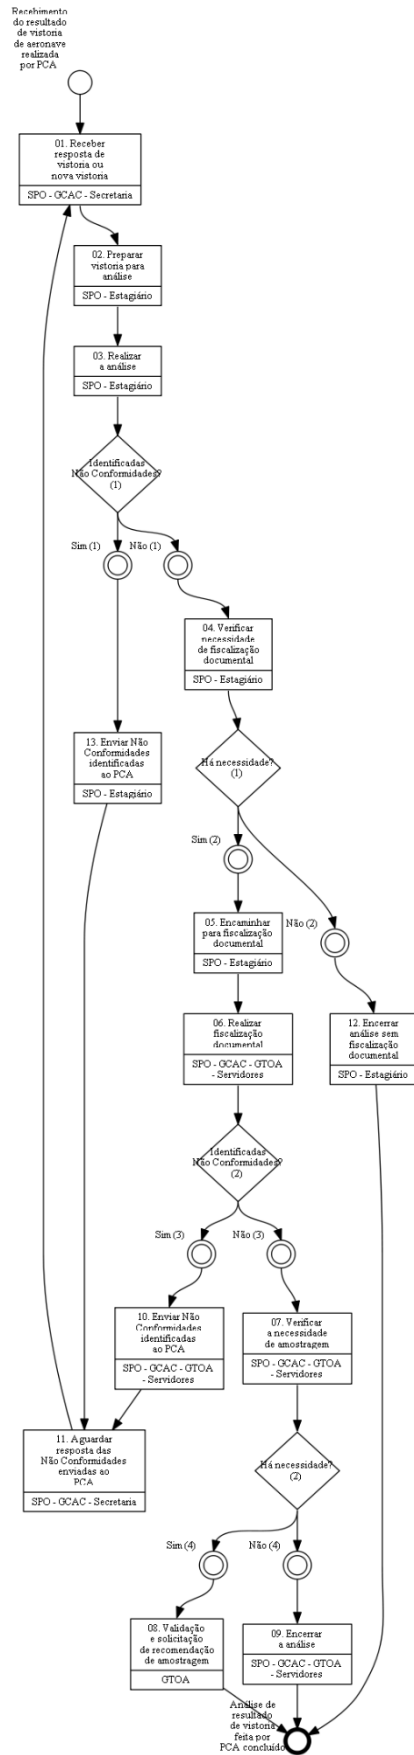 Recebimento
do resultado
de vistoria
de aeronave
realizada
por PCA
01. Receber
resposta de
vistoria ou
nova vistoria
SPO - GCAC - Secretaria
02. Preparar
vistoria para
análise
SPO - Estagiário
03. Realizar
a análise
SPO - Estagiário
Identificadas
Não Conformidades?
(1)
Sim (1)
Não (1)
04. Verificar
necessidade
de fiscalização
documental
SPO - Estagiário
13. Enviar Não
Conformidades
identificadas
ao PCA
SPO - Estagiário
Há necessidade?
(1)
Sim (2)
Não (2)
05. Encaminhar
para fiscalização
documental
SPO - Estagiário
06. Realizar
fiscalização
documental
SPO - GCAC - GTOA
- Servidores
12. Encerrar
análise sem
fiscalização
documental
SPO - Estagiário
Identificadas
Não Conformidades?
(2)
Sim (3)
Não (3)
10. Enviar Não
Conformidades
identificadas
ao PCA
SPO - GCAC - GTOA
- Servidores
07. Verificar
a necessidade
de amostragem
SPO - GCAC - GTOA
- Servidores
11. Aguardar
resposta das
Não Conformidades
enviadas ao
PCA
SPO - GCAC - Secretaria
Há necessidade?
(2)
Sim (4)
Não (4)
08. Validação
e solicitação
de recomendação
de amostragem
GTOA
09. Encerrar
a análise
SPO - GCAC - GTOA
- Servidores
Análise de
resultado
de vistoria
feita por
PCA concluído